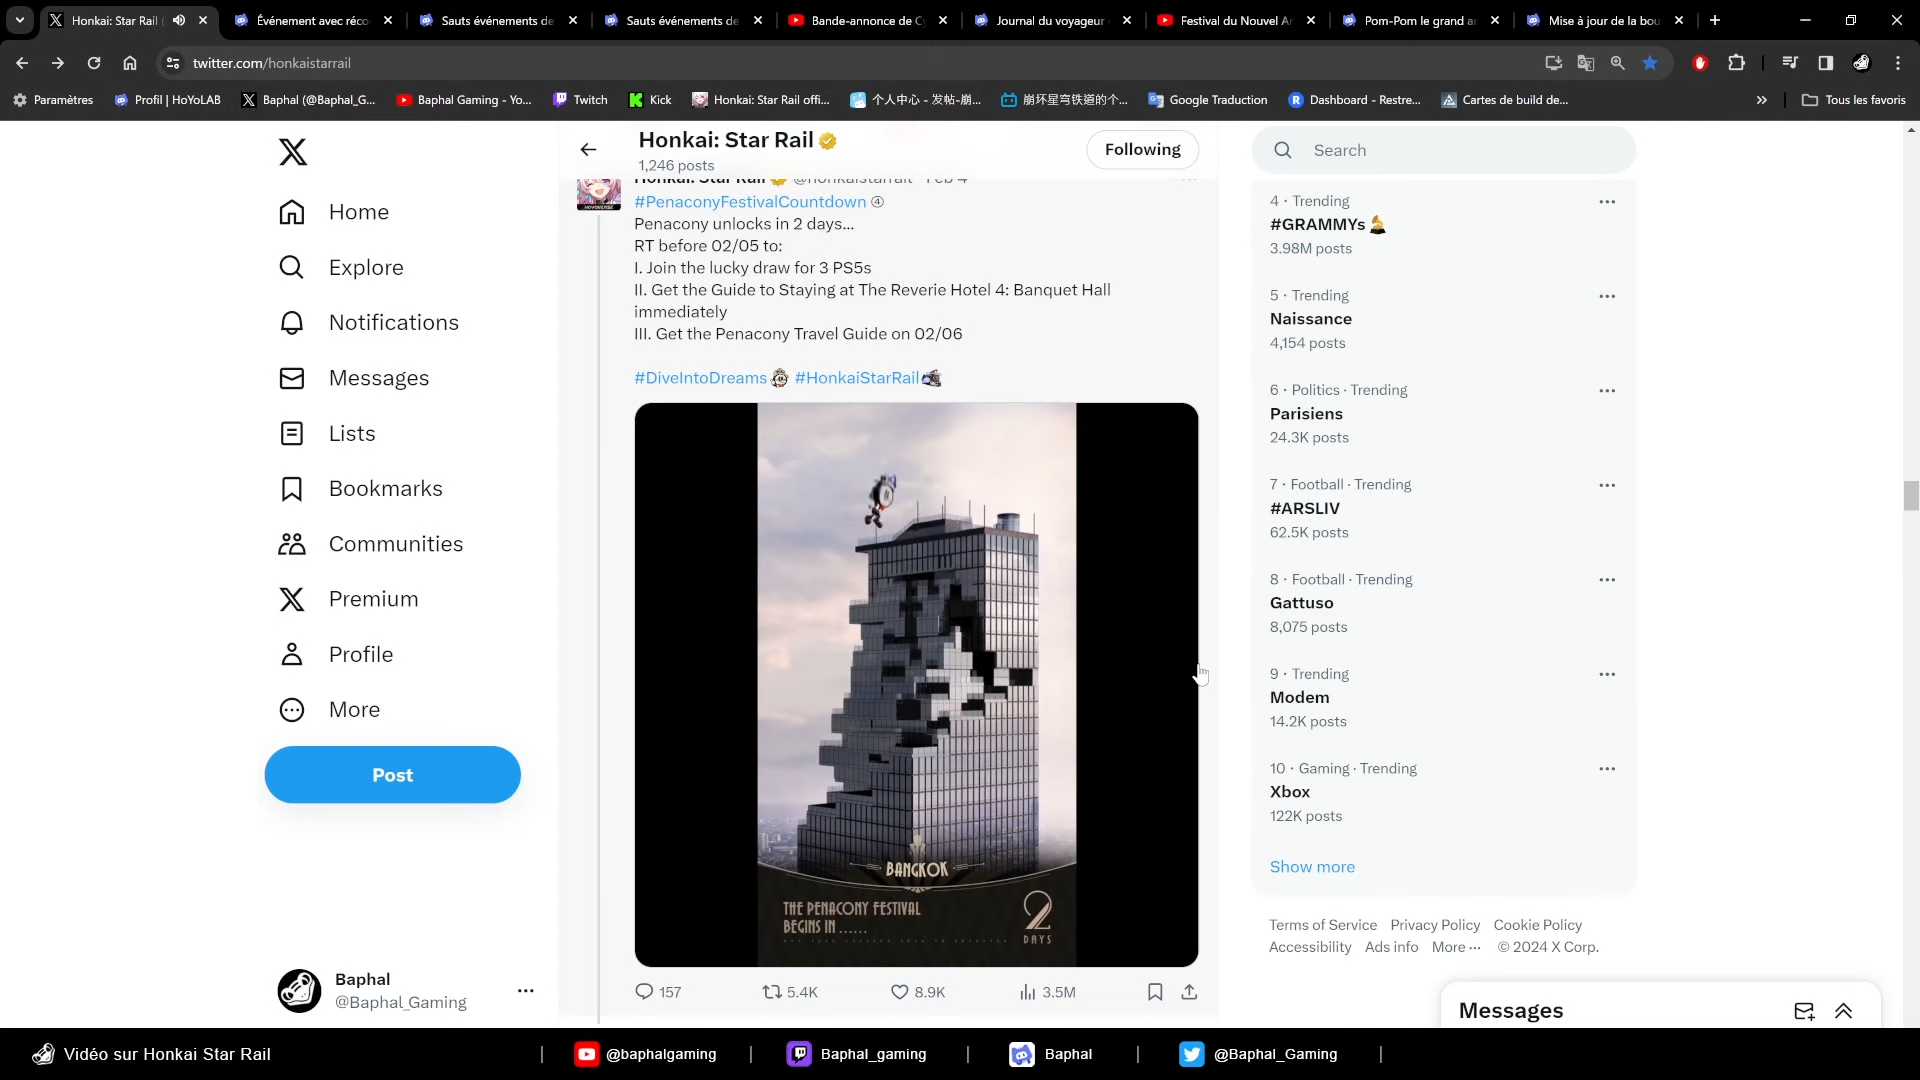 Honkai: Star Rail (
Événement avec réco
Sauts événements de
Sauts événements de
Bande-annonce de Cy
Journal du voyageur
Festival du Nouvel A
Pom-Pom le grand a
Mise à jour de la bou
twitter.com/honkaistarrail
Paramètres
Profil | HoYoLAB
Baphal (@Baphal_G...
Baphal Gaming - Yo...
Twitch
Kick
Honkai: Star Rail offi...
个人中心 - 发帖-崩...
崩坏星穹铁道的个...
Google Traduction
Dashboard - Restre...
Cartes de build de...
Tous les favoris
Home
Explore
Notifications
Messages
Lists
Bookmarks
Communities
Premium
Profile
More
Post
Baphal
@Baphal_Gaming
Honkai: Star Rail
1,246 posts
Following
Honkai: Star Rail @honkaistarrail · Feb 4
#PenaconyFestivalCountdown ④
Penacony unlocks in 2 days...
RT before 02/05 to:
I. Join the lucky draw for 3 PS5s
II. Get the Guide to Staying at The Reverie Hotel 4: Banquet Hall
immediately
III. Get the Penacony Travel Guide on 02/06
#DiveIntoDreams #HonkaiStarRail
BANGKOK
THE PENACONY FESTIVAL
BEGINS IN ......
2
DAYS
157
5.4K
8.9K
3.5M
Search
4 · Trending
#GRAMMYs
3.98M posts
5 · Trending
Naissance
4,154 posts
6 · Politics · Trending
Parisiens
24.3K posts
7 · Football · Trending
#ARSLIV
62.5K posts
8 · Football · Trending
Gattuso
8,075 posts
9 · Trending
Modem
14.2K posts
10 · Gaming · Trending
Xbox
122K posts
Show more
Terms of Service Privacy Policy Cookie Policy
Accessibility Ads info More ··· © 2024 X Corp.
Messages
Vidéo sur Honkai Star Rail | @baphalgaming | Baphal_gaming | Baphal | @Baphal_Gaming |